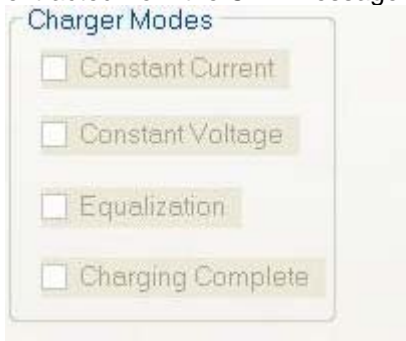 Charger Modes
Constant Current
Constant Voltage
Equalization
Charging Complete